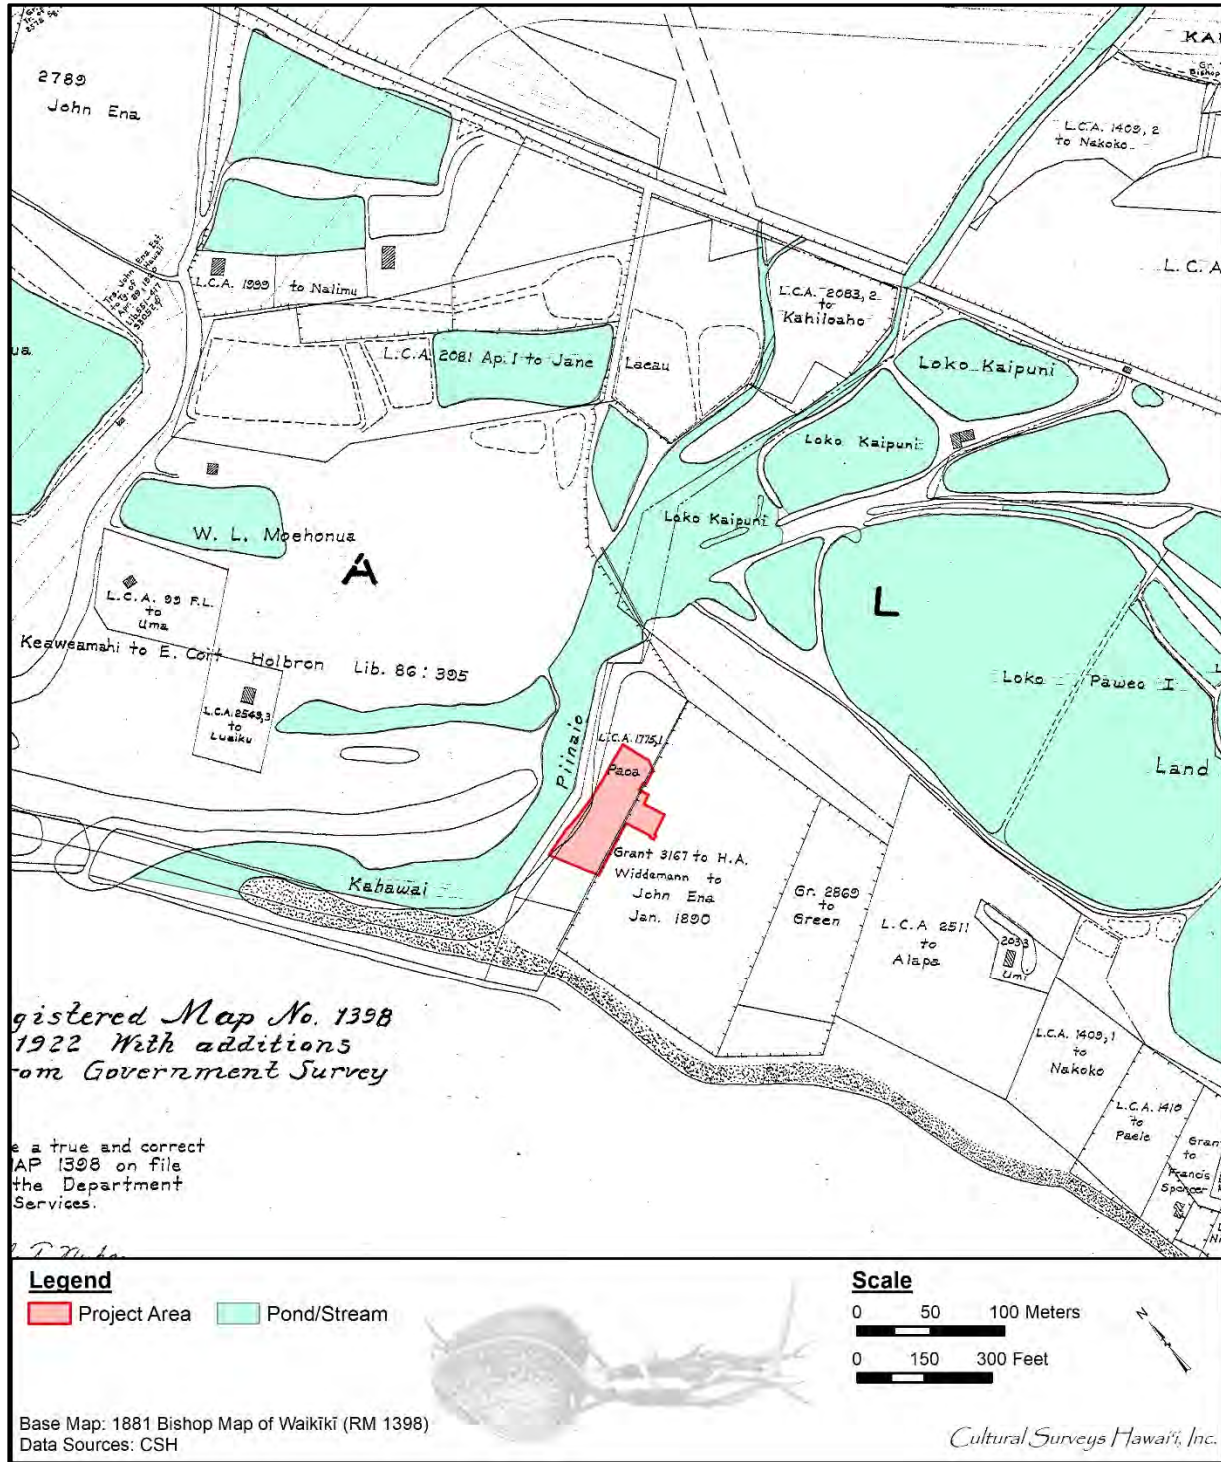 2789
John Ena
KA
L.C.A. 1409, 2
to Nakoko
L.C.A
L.C.A. 1999 to Nalimu
L.C.A. 2083, 2
to
Kahiloaho
ua
L.C.A. 2081 Ap. 1 to Jane
Laeau
Loko Kaipuni
Loko Kaipuni
Loko Kaipuni
W. L. Moehonua
A
L
L.C.A. 99 F.L.
to
Uma
Keaweamahi to E. Coit Holbron Lib. 86:395
L.C.A. 2549,3
to
Luaiku
Loko Paweo I
Land
Piinaio
L.C.A. 1775,1
Paoa
Kahawai
Grant 3167 to H.A.
Widdemann to
John Ena
Jan. 1890
Gr. 2869
to
Green
L.C.A 2511
to
Alapa
2033
Umi
L.C.A. 1409,1
to
Nakoko
L.C.A. 1410
to
Paele
Gran
to
Francis
Spencer
gistered Map No. 1398
1922 With additions
rom Government Survey
e a true and correct
AP 1398 on file
the Department
Services.
Legend
Project Area
Pond/Stream
Scale
0 50 100 Meters
0 150 300 Feet
N
Base Map: 1881 Bishop Map of Waikīkī (RM 1398)
Data Sources: CSH
Cultural Surveys Hawai‘i, Inc.